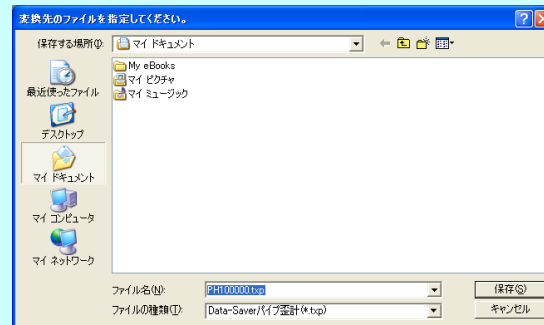 変換先のファイルを指定してください。
保存する場所(I):
マイ ドキュメント
My eBooks
マイ ピクチャ
マイ ミュージック
最近使ったファイル
デスクトップ
マイ ドキュメント
マイ コンピュータ
マイ ネットワーク
ファイル名(N):
PH100000.txp
保存(S)
ファイルの種類(T):
Data-Saverパイプ歪計(*.txp)
キャンセル